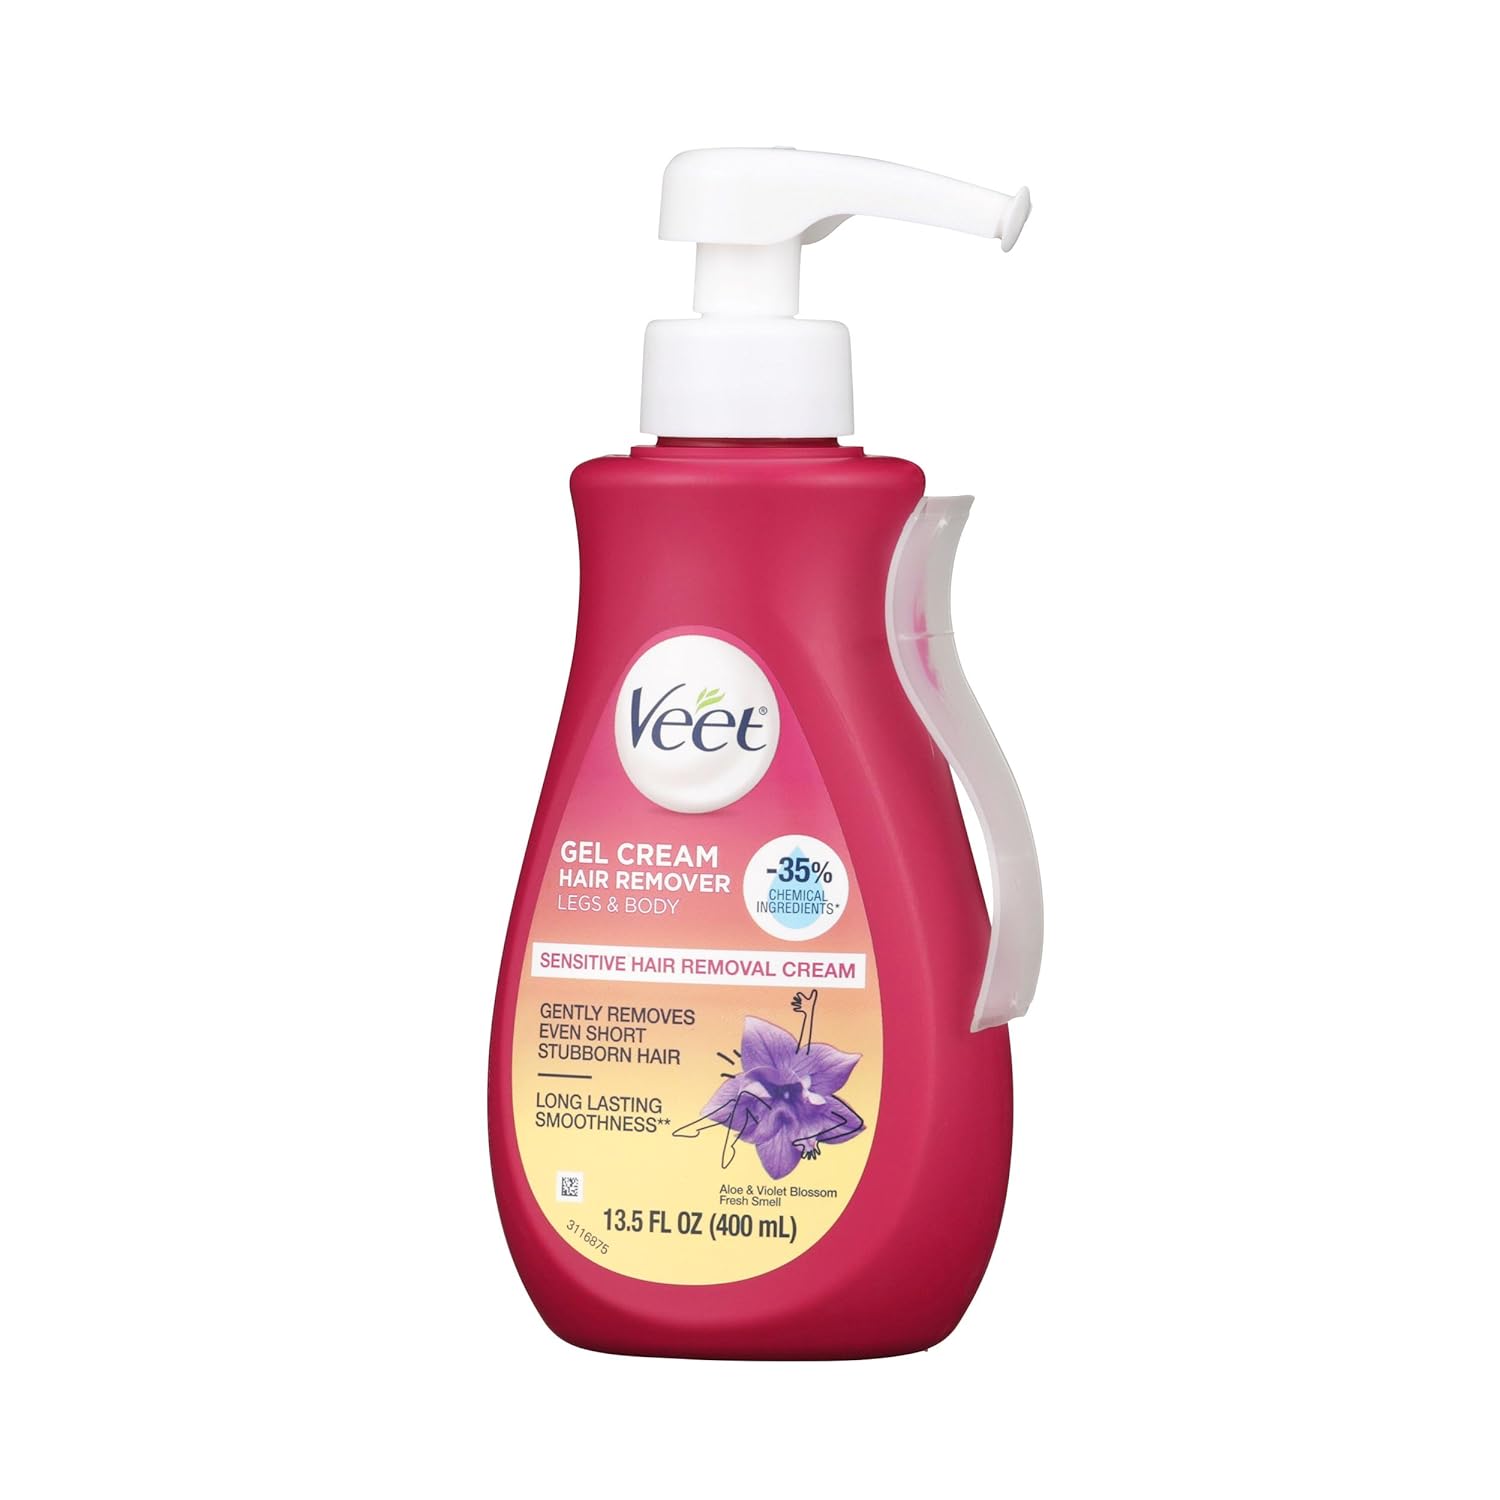 Veet®
GEL CREAM
HAIR REMOVER
LEGS & BODY
-35%
CHEMICAL
INGREDIENTS*
SENSITIVE HAIR REMOVAL CREAM
GENTLY REMOVES
EVEN SHORT
STUBBORN HAIR
LONG LASTING
SMOOTHNESS**
Aloe & Violet Blossom
Fresh Smell
13.5 FL OZ (400 mL)
3116875